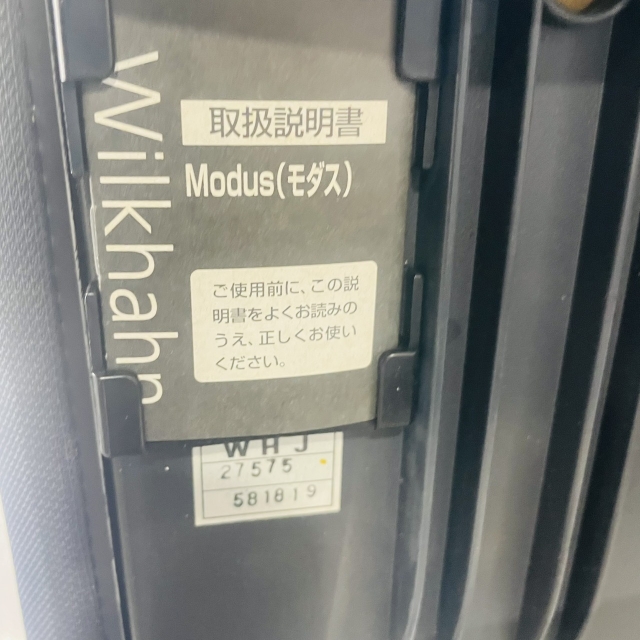 Wilkhahn
取扱説明書
Modus(モダス)
ご使用前に、この説
明書をよくお読みの
うえ、正しくお使い
ください。
WHJ
27575
581819